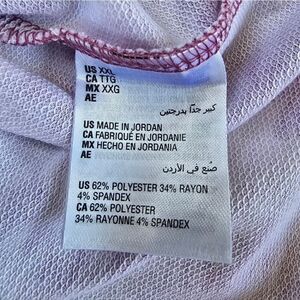 US XXL
CA TTG
MX XXG
AE
كبير جدًا بدرجتين
US MADE IN JORDAN
CA FABRIQUÉ EN JORDANIE
MX HECHO EN JORDANIA
AE
صُنع في الأردن
US 62% POLYESTER 34% RAYON
4% SPANDEX
CA 62% POLYESTER
34% RAYONNE 4% SPANDEX